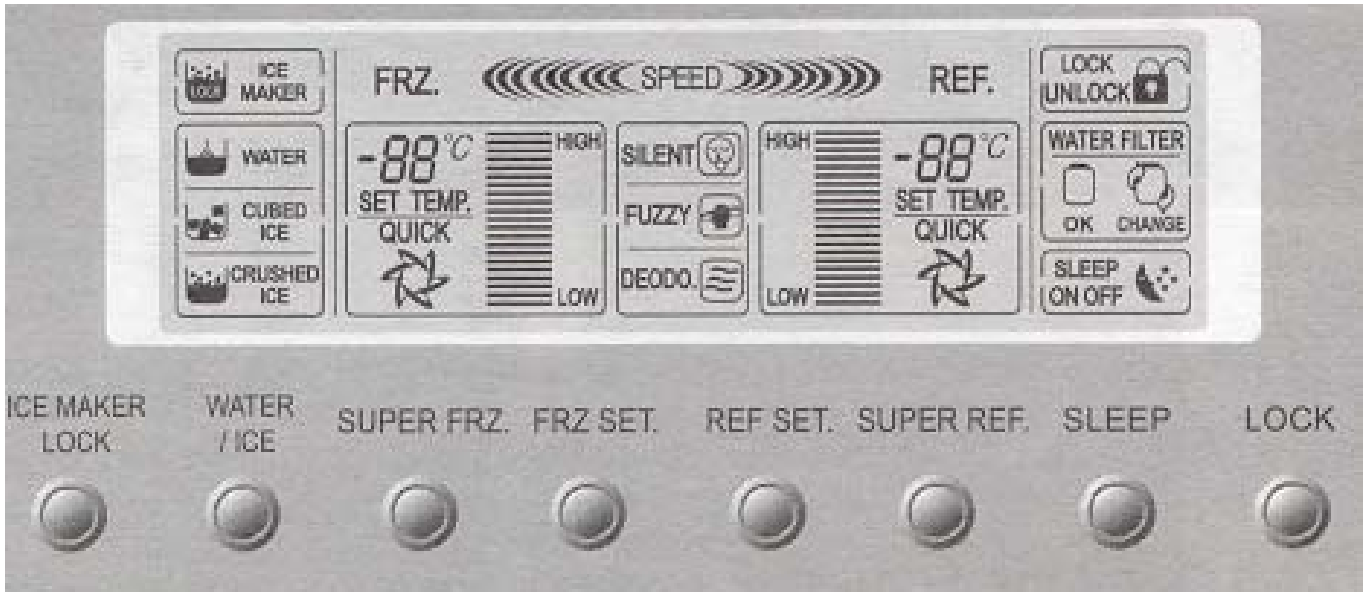 ICE
MAKER
LOCK
WATER
CUBED
ICE
CRUSHED
ICE
FRZ.
SPEED
REF.
-88°C
SET TEMP.
QUICK
HIGH
LOW
SILENT
FUZZY
DEODO.
HIGH
LOW
-88°C
SET TEMP.
QUICK
LOCK
UNLOCK
WATER FILTER
OK
CHANGE
SLEEP
ON OFF
ICE MAKER
LOCK
WATER
/ ICE
SUPER FRZ.
FRZ SET.
REF SET.
SUPER REF.
SLEEP
LOCK